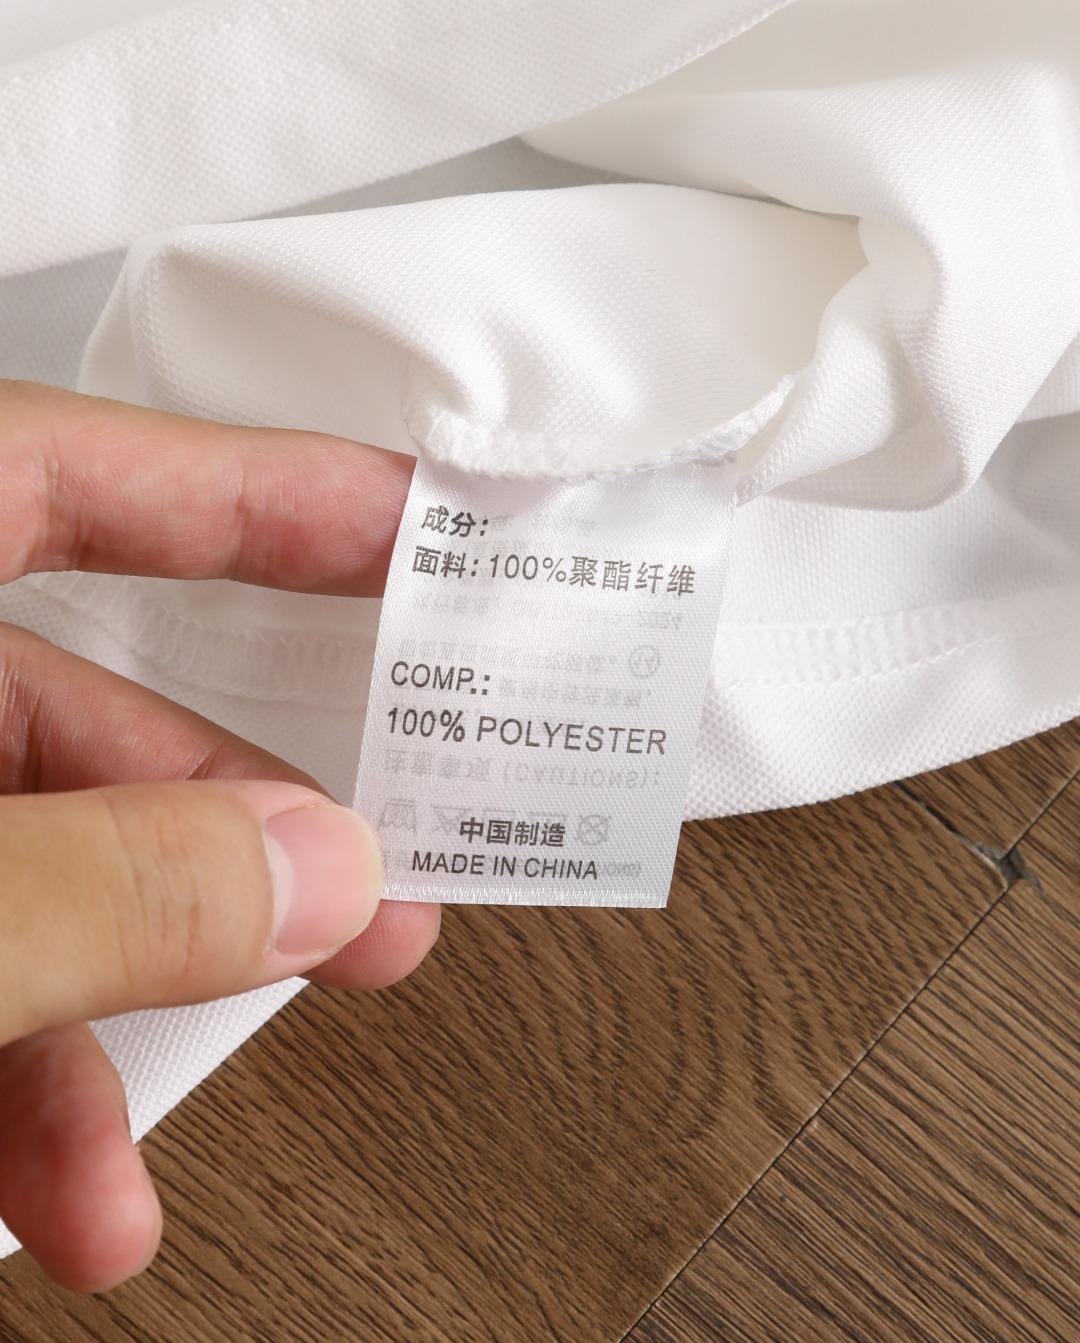 成分:
面料:100%聚酯纤维
COMP.:
100% POLYESTER
中国制造
MADE IN CHINA